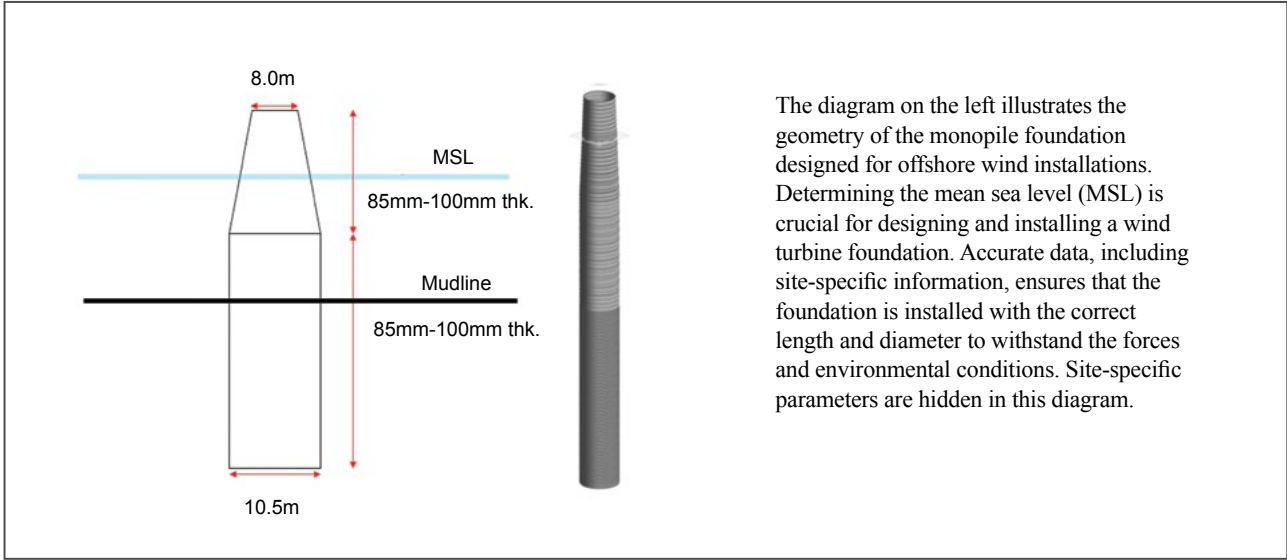 8.0m
MSL
85mm-100mm thk.
Mudline
85mm-100mm thk.
10.5m
The diagram on the left illustrates the
geometry of the monopile foundation
designed for offshore wind installations.
Determining the mean sea level (MSL) is
crucial for designing and installing a wind
turbine foundation. Accurate data, including
site-specific information, ensures that the
foundation is installed with the correct
length and diameter to withstand the forces
and environmental conditions. Site-specific
parameters are hidden in this diagram.